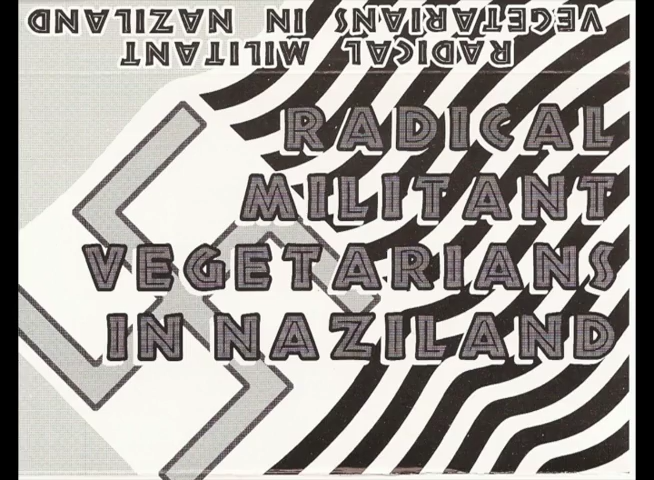 RADICAL MILITANT
VEGETARIANS IN NAZILAND
RADICAL
MILITANT
VEGETARIANS
IN NAZILAND